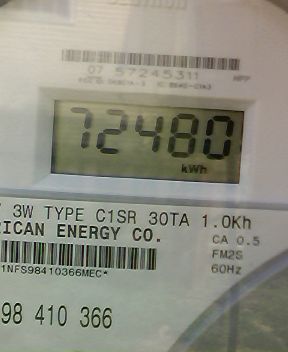 07 57245311
72480
kWh
3W TYPE C1SR 30TA 1.0Kh
RICAN ENERGY CO.
CA 0.5
FM2S
1NFS98410366MEC*
60Hz
98 410 366